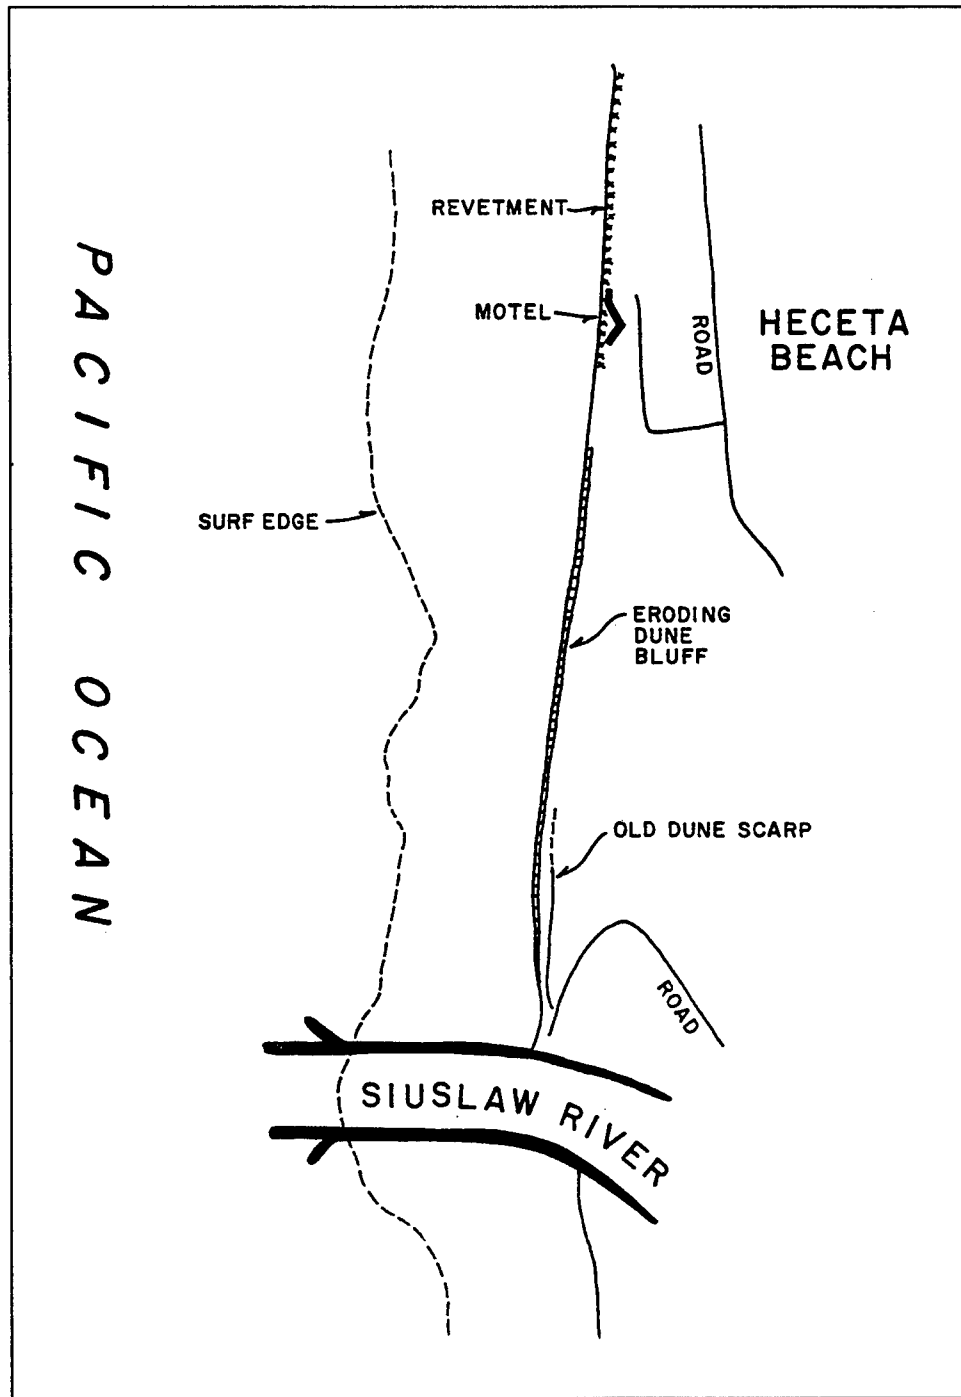 REVETMENT
MOTEL
ROAD
HECETA
BEACH
PACIFIC OCEAN
SURF EDGE
ERODING
DUNE
BLUFF
OLD DUNE SCARP
ROAD
SIUSLAW RIVER